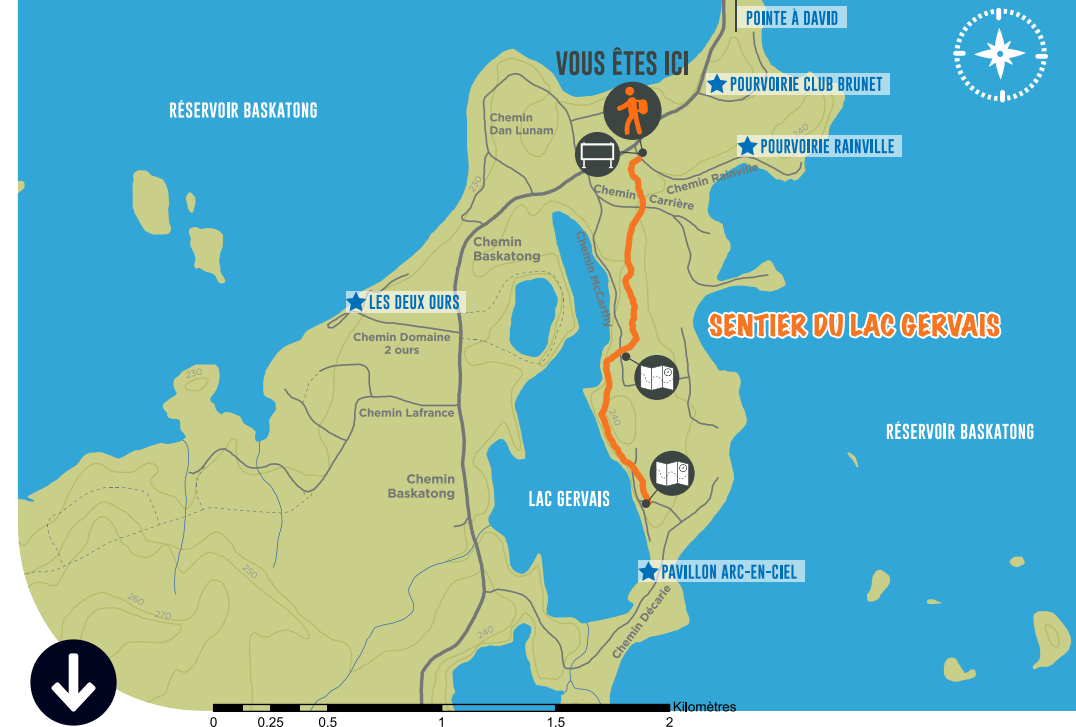 POINTE À DAVID
VOUS ÊTES ICI
POURVOIRIE CLUB BRUNET
RÉSERVOIR BASKATONG
Chemin
Dan Lunam
240
POURVOIRIE RAINVILLE
Chemin Rainville
230
Chemin Carrière
Chemin
Baskatong
Chemin McCarthy
LES DEUX OURS
SENTIER DU LAC GERVAIS
Chemin Domaine
2 ours
230
Chemin Lafrance
240
RÉSERVOIR BASKATONG
Chemin
Baskatong
LAC GERVAIS
250
PAVILLON ARC-EN-CIEL
260
270
Chemin Décarie
240
Kilomètres
0 0.25 0.5 1 1.5 2